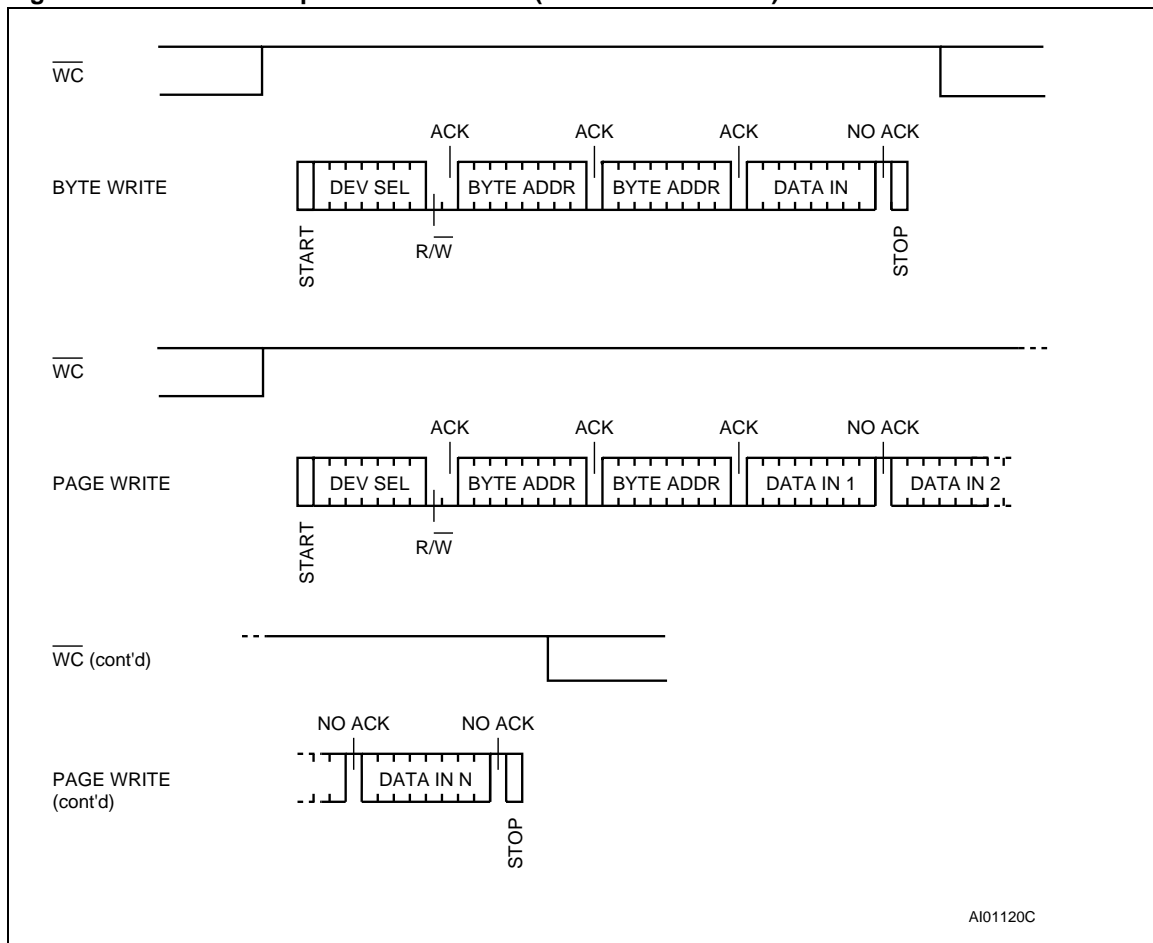 WC
ACK ACK ACK NO ACK
BYTE WRITE DEV SEL BYTE ADDR BYTE ADDR DATA IN
START R/W STOP
WC
ACK ACK ACK NO ACK
PAGE WRITE DEV SEL BYTE ADDR BYTE ADDR DATA IN 1 DATA IN 2
START R/W
WC (cont'd)
NO ACK NO ACK
PAGE WRITE DATA IN N
(cont'd)
STOP
AI01120C